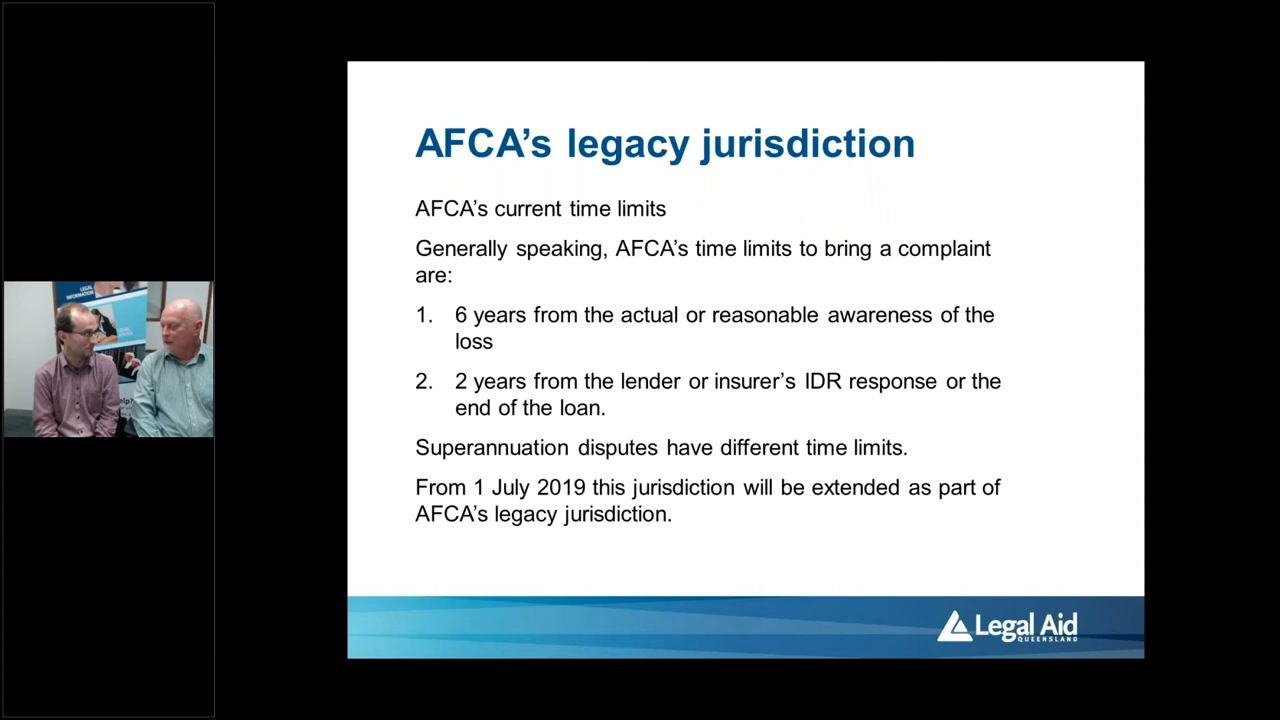 AFCA's legacy jurisdiction
AFCA's current time limits
Generally speaking, AFCA's time limits to bring a complaint
are:
1. 6 years from the actual or reasonable awareness of the
loss
2. 2 years from the lender or insurer's IDR response or the
end of the loan.
Superannuation disputes have different time limits.
From 1 July 2019 this jurisdiction will be extended as part of
AFCA's legacy jurisdiction.
Legal Aid
QUEENSLAND
LEGAL
INFORMATION